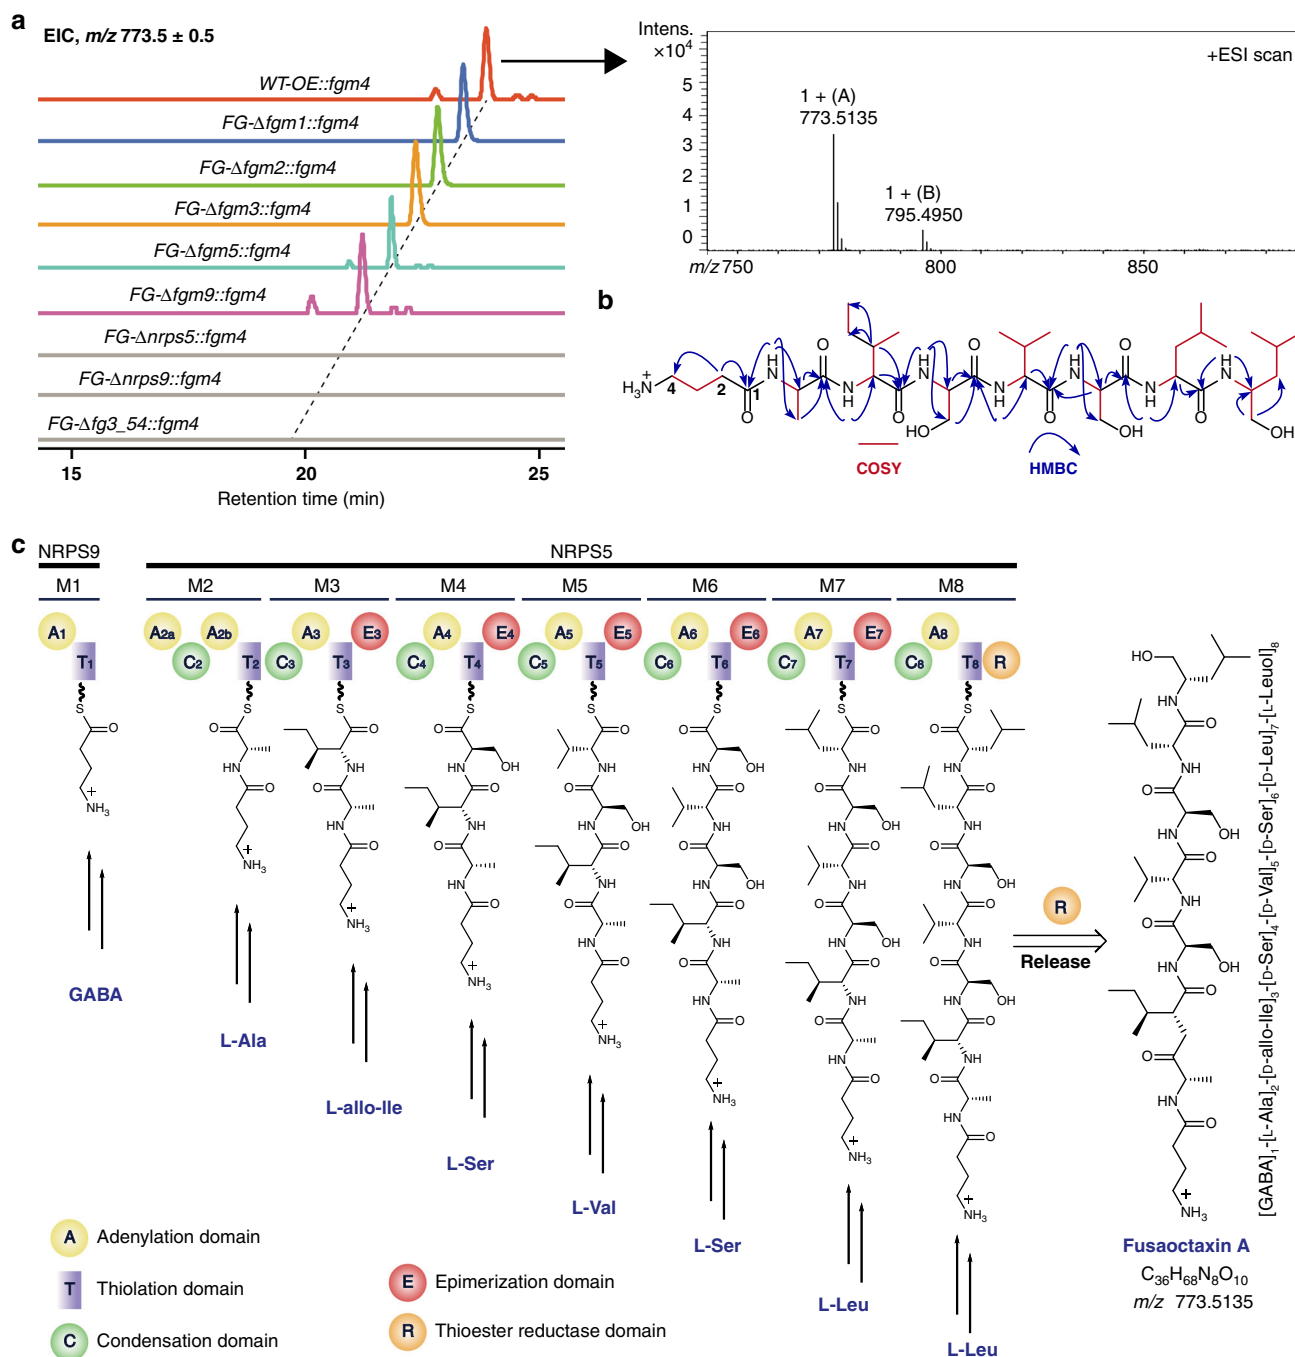 a
EIC, m/z 773.5 ± 0.5
WT-OE::fgm4
FG-Δfgm1::fgm4
FG-Δfgm2::fgm4
FG-Δfgm3::fgm4
FG-Δfgm5::fgm4
FG-Δfgm9::fgm4
FG-Δnrps5::fgm4
FG-Δnrps9::fgm4
FG-Δfg3_54::fgm4
15 20 25
Retention time (min)
Intens.
×10⁴
5
4
3
2
1
0
+ESI scan
1 + (A)
773.5135
1 + (B)
795.4950
m/z 750 800 850
b
O O O O
H N H N H N H N
H₃N⁺ 4 2 1 N H N H N H N H
O O HO O OH O OH
COSY HMBC
c
NRPS9 NRPS5
M1 M2 M3 M4 M5 M6 M7 M8
A1 A2a A2b A3 E3 A4 E4 A5 E5 A6 E6 A7 E7 A8
T1 C2 T2 C3 T3 C4 T4 C5 T5 C6 T6 C7 T7 C8 T8 R
S S S S S S S S
GABA
L-Ala
L-allo-Ile
L-Ser
L-Val
L-Ser
L-Leu
L-Leu
R
Release
[GABA]₁-[L-Ala]₂-[D-allo-Ile]₃-[D-Ser]₄-[D-Val]₅-[D-Ser]₆-[D-Leu]₇-[L-Leuol]₈
Fusaoctaxin A
C₃₆H₆₈N₈O₁₀
m/z 773.5135
A Adenylation domain
T Thiolation domain
C Condensation domain
E Epimerization domain
R Thioester reductase domain